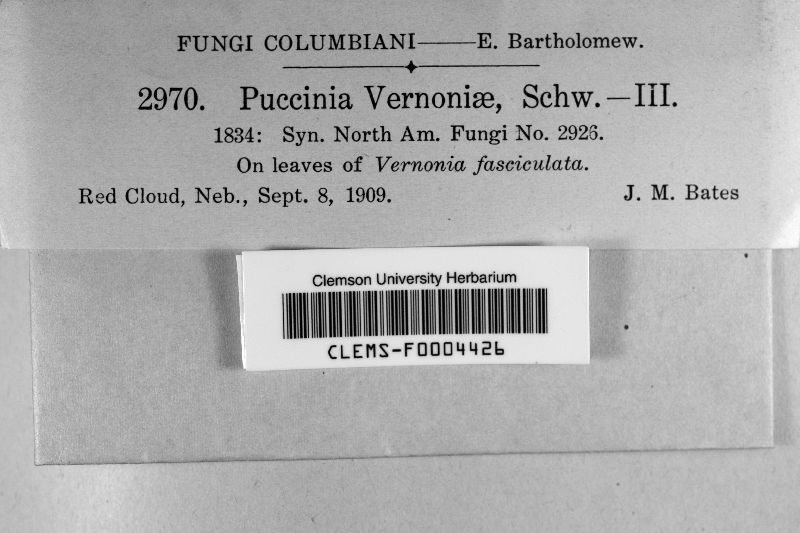 FUNGI COLUMBIANI——E. Bartholomew.
2970. Puccinia Vernoniæ, Schw.—III.
1834: Syn. North Am. Fungi No. 2926.
On leaves of Vernonia fasciculata.
Red Cloud, Neb., Sept. 8, 1909. J. M. Bates
Clemson University Herbarium
CLEMS-F0004426